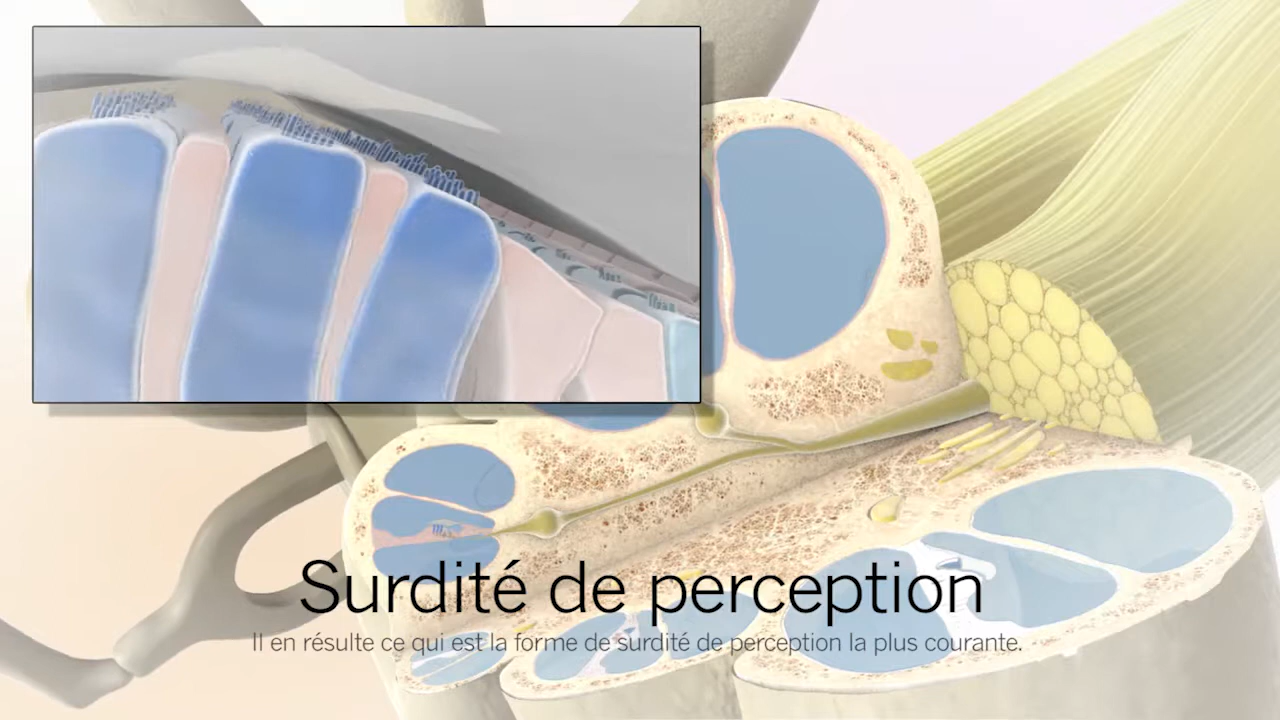 Surdité de perception
Il en résulte ce qui est la forme de surdité de perception la plus courante.